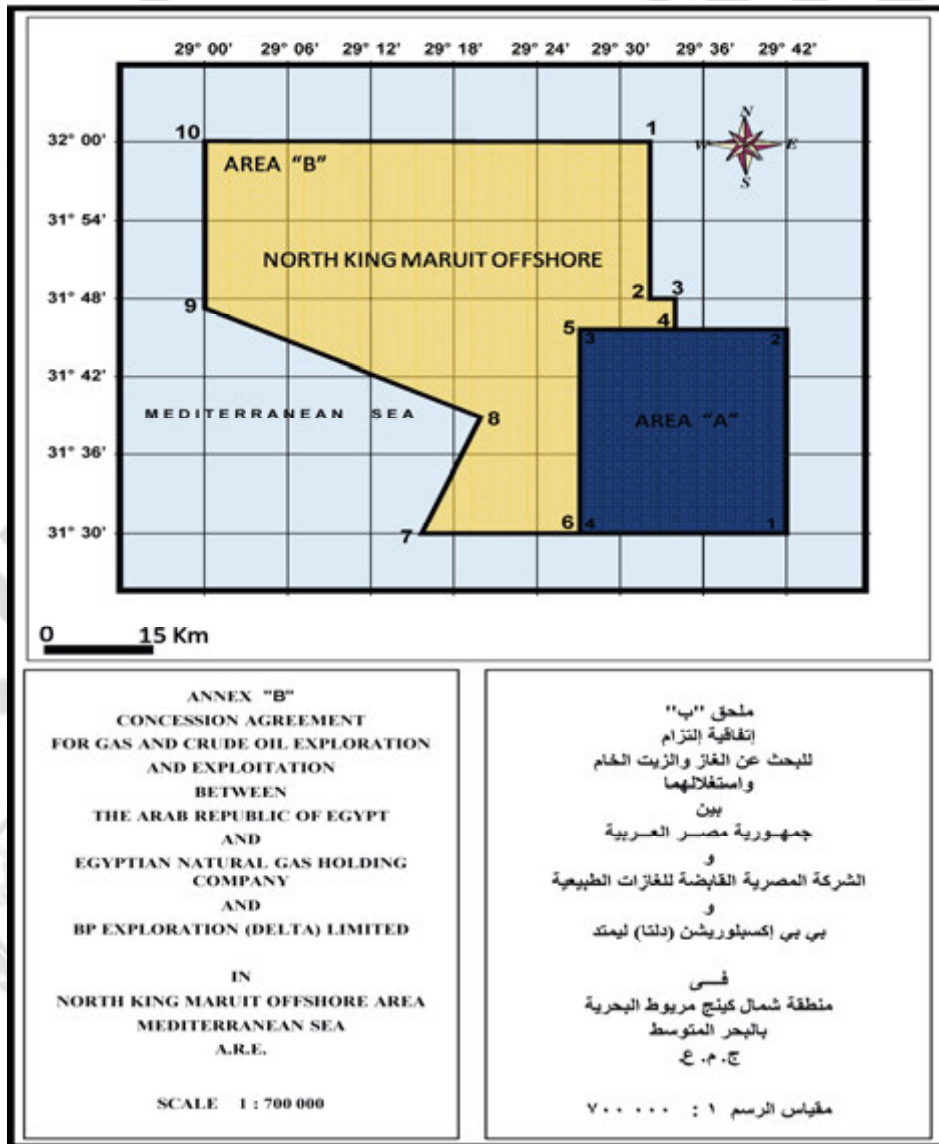 29° 00' 29° 06' 29° 12' 29° 18' 29° 24' 29° 30' 29° 36' 29° 42'
32° 00'
31° 54'
31° 48'
31° 42'
31° 36'
31° 30'
10
1
N
W E
S
AREA "B"
NORTH KING MARUIT OFFSHORE
2 3
9
5 4
3 2
MEDITERRANEAN SEA
8
AREA "A"
7
6 4 1
0 15 Km
ANNEX "B"
CONCESSION AGREEMENT
FOR GAS AND CRUDE OIL EXPLORATION
AND EXPLOITATION
BETWEEN
THE ARAB REPUBLIC OF EGYPT
AND
EGYPTIAN NATURAL GAS HOLDING
COMPANY
AND
BP EXPLORATION (DELTA) LIMITED
IN
NORTH KING MARUIT OFFSHORE AREA
MEDITERRANEAN SEA
A.R.E.
SCALE 1 : 700 000
ملحق "ب"
إتفاقية إلتزام
للبحث عن الغاز والزيت الخام
واستغلالهما
بين
جمهورية مصر العربية
و
الشركة المصرية القابضة للغازات الطبيعية
و
بي بي إكسبلوريشن (دلتا) ليمتد
فى
منطقة شمال كينج مريوط البحرية
بالبحر المتوسط
ج. م. ع.
مقياس الرسم ١ : ٧٠٠ ٠٠٠